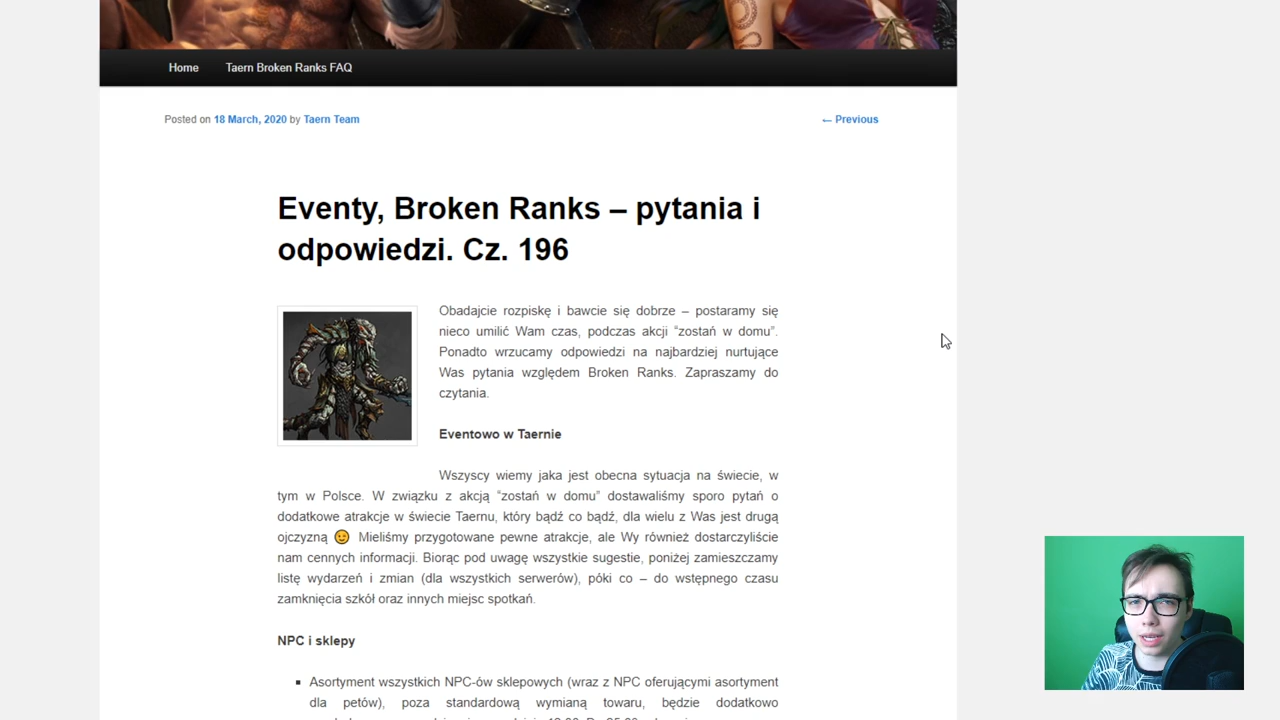 Home Taern Broken Ranks FAQ
Posted on 18 March, 2020 by Taern Team ← Previous
Eventy, Broken Ranks – pytania i
odpowiedzi. Cz. 196
Obadajcie rozpiskę i bawcie się dobrze – postaramy się
nieco umilić Wam czas, podczas akcji “zostań w domu”.
Ponadto wrzucamy odpowiedzi na najbardziej nurtujące
Was pytania względem Broken Ranks. Zapraszamy do
czytania.
Eventowo w Taernie
Wszyscy wiemy jaka jest obecna sytuacja na świecie, w
tym w Polsce. W związku z akcją “zostań w domu” dostawaliśmy sporo pytań o
dodatkowe atrakcje w świecie Taernu, który bądź co bądź, dla wielu z Was jest drugą
ojczyzną 😉 Mieliśmy przygotowane pewne atrakcje, ale Wy również dostarczyliście
nam cennych informacji. Biorąc pod uwagę wszystkie sugestie, poniżej zamieszczamy
listę wydarzeń i zmian (dla wszystkich serwerów), póki co – do wstępnego czasu
zamknięcia szkół oraz innych miejsc spotkań.
NPC i sklepy
▪ Asortyment wszystkich NPC-ów sklepowych (wraz z NPC oferującymi asortyment
dla petów), poza standardową wymianą towaru, będzie dodatkowo